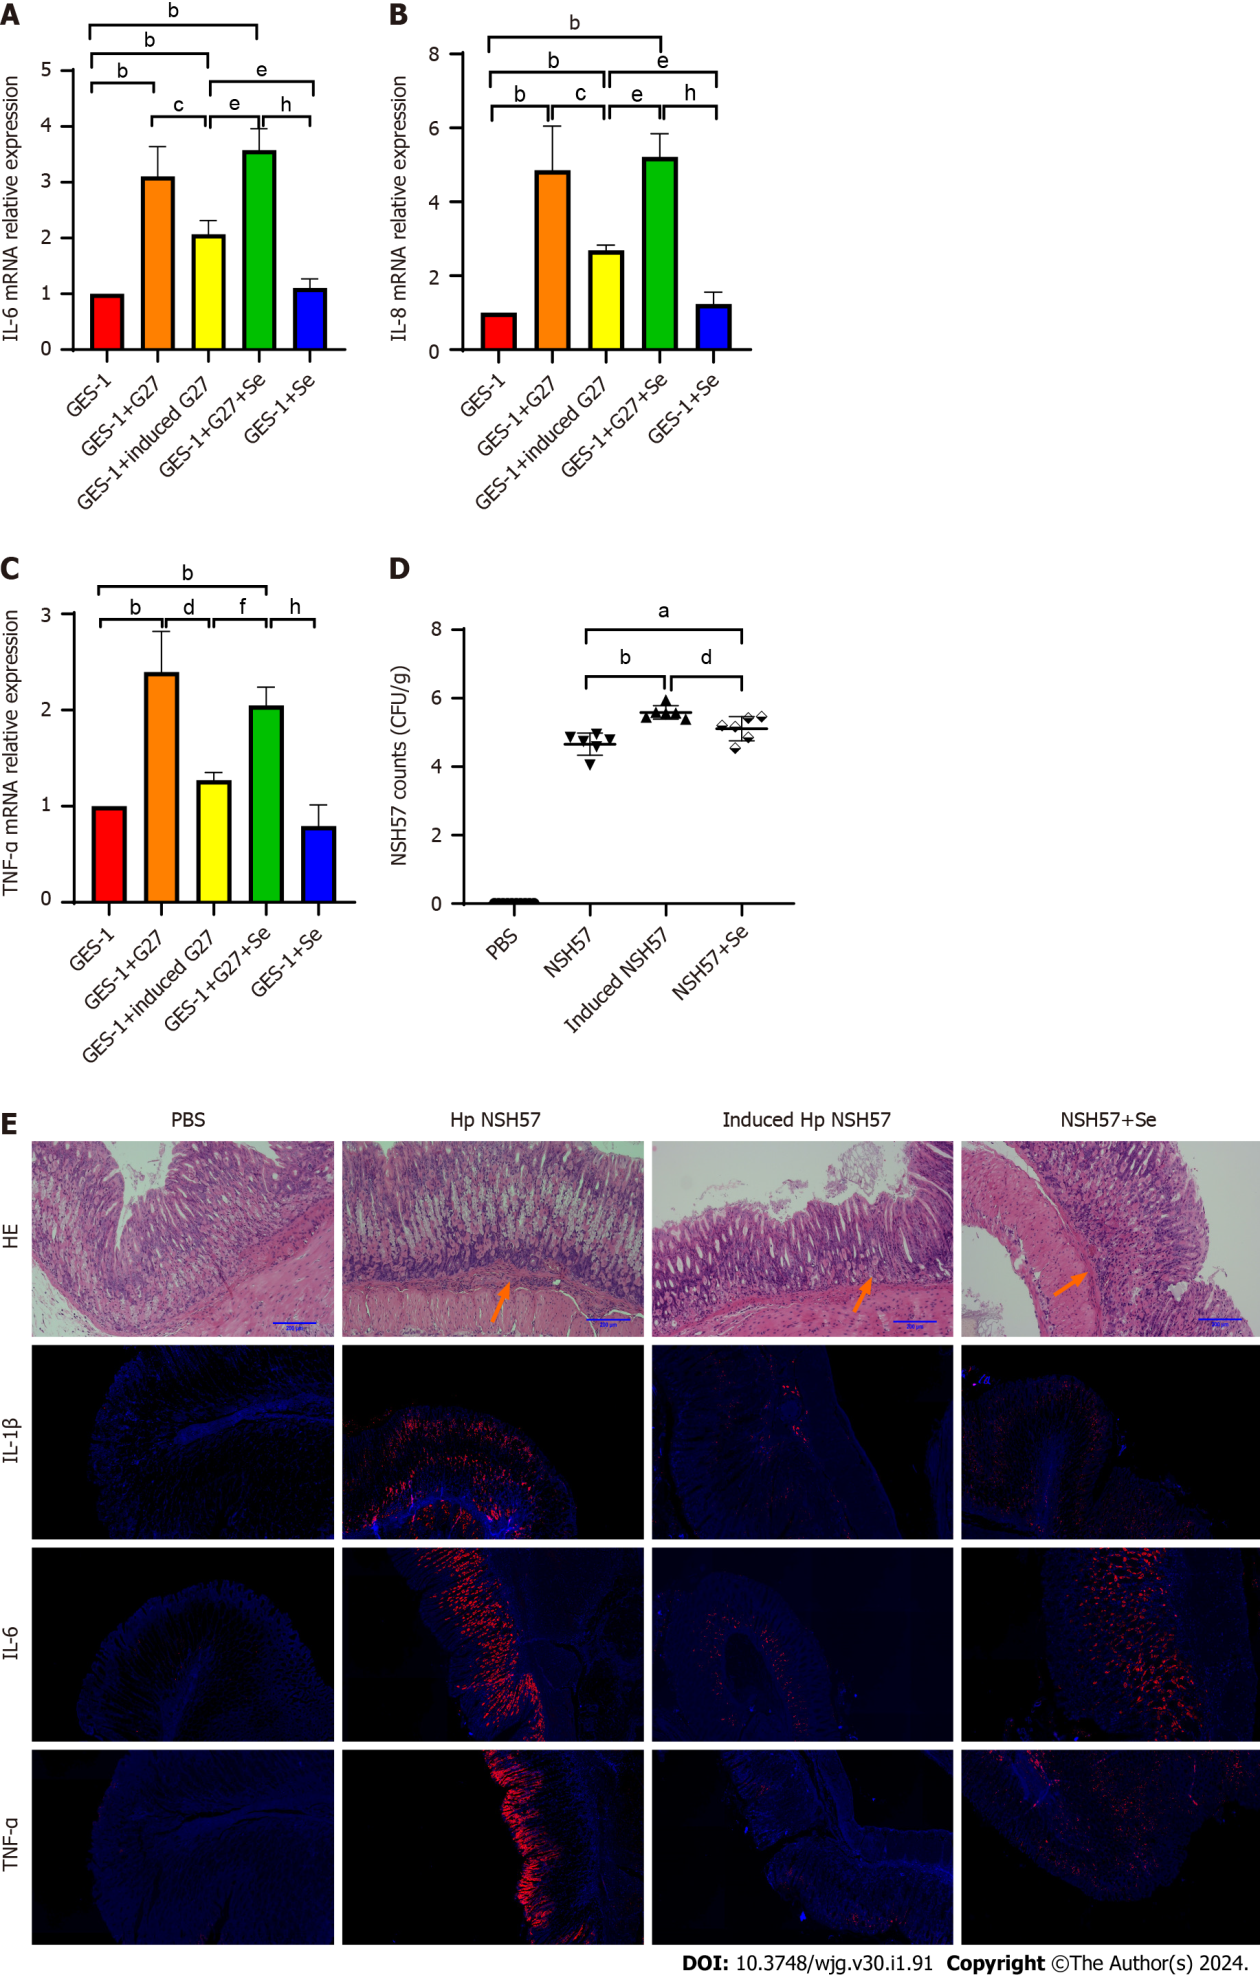 A
b
b
b
e
c
e
h
IL-6 mRNA relative expression
5
4
3
2
1
0
GES-1
GES-1+G27
GES-1+induced G27
GES-1+G27+Se
GES-1+Se
B
b
b
e
b
c
e
h
IL-8 mRNA relative expression
8
6
4
2
0
GES-1
GES-1+G27
GES-1+induced G27
GES-1+G27+Se
GES-1+Se
C
b
b
d
f
h
TNF-α mRNA relative expression
3
2
1
0
GES-1
GES-1+G27
GES-1+induced G27
GES-1+G27+Se
GES-1+Se
D
a
b
d
NSH57 counts (CFU/g)
8
6
4
2
0
PBS
NSH57
Induced NSH57
NSH57+Se
E
PBS
Hp NSH57
Induced Hp NSH57
NSH57+Se
HE
IL-1β
IL-6
TNF-α
DOI: 10.3748/wjg.v30.i1.91 Copyright ©The Author(s) 2024.